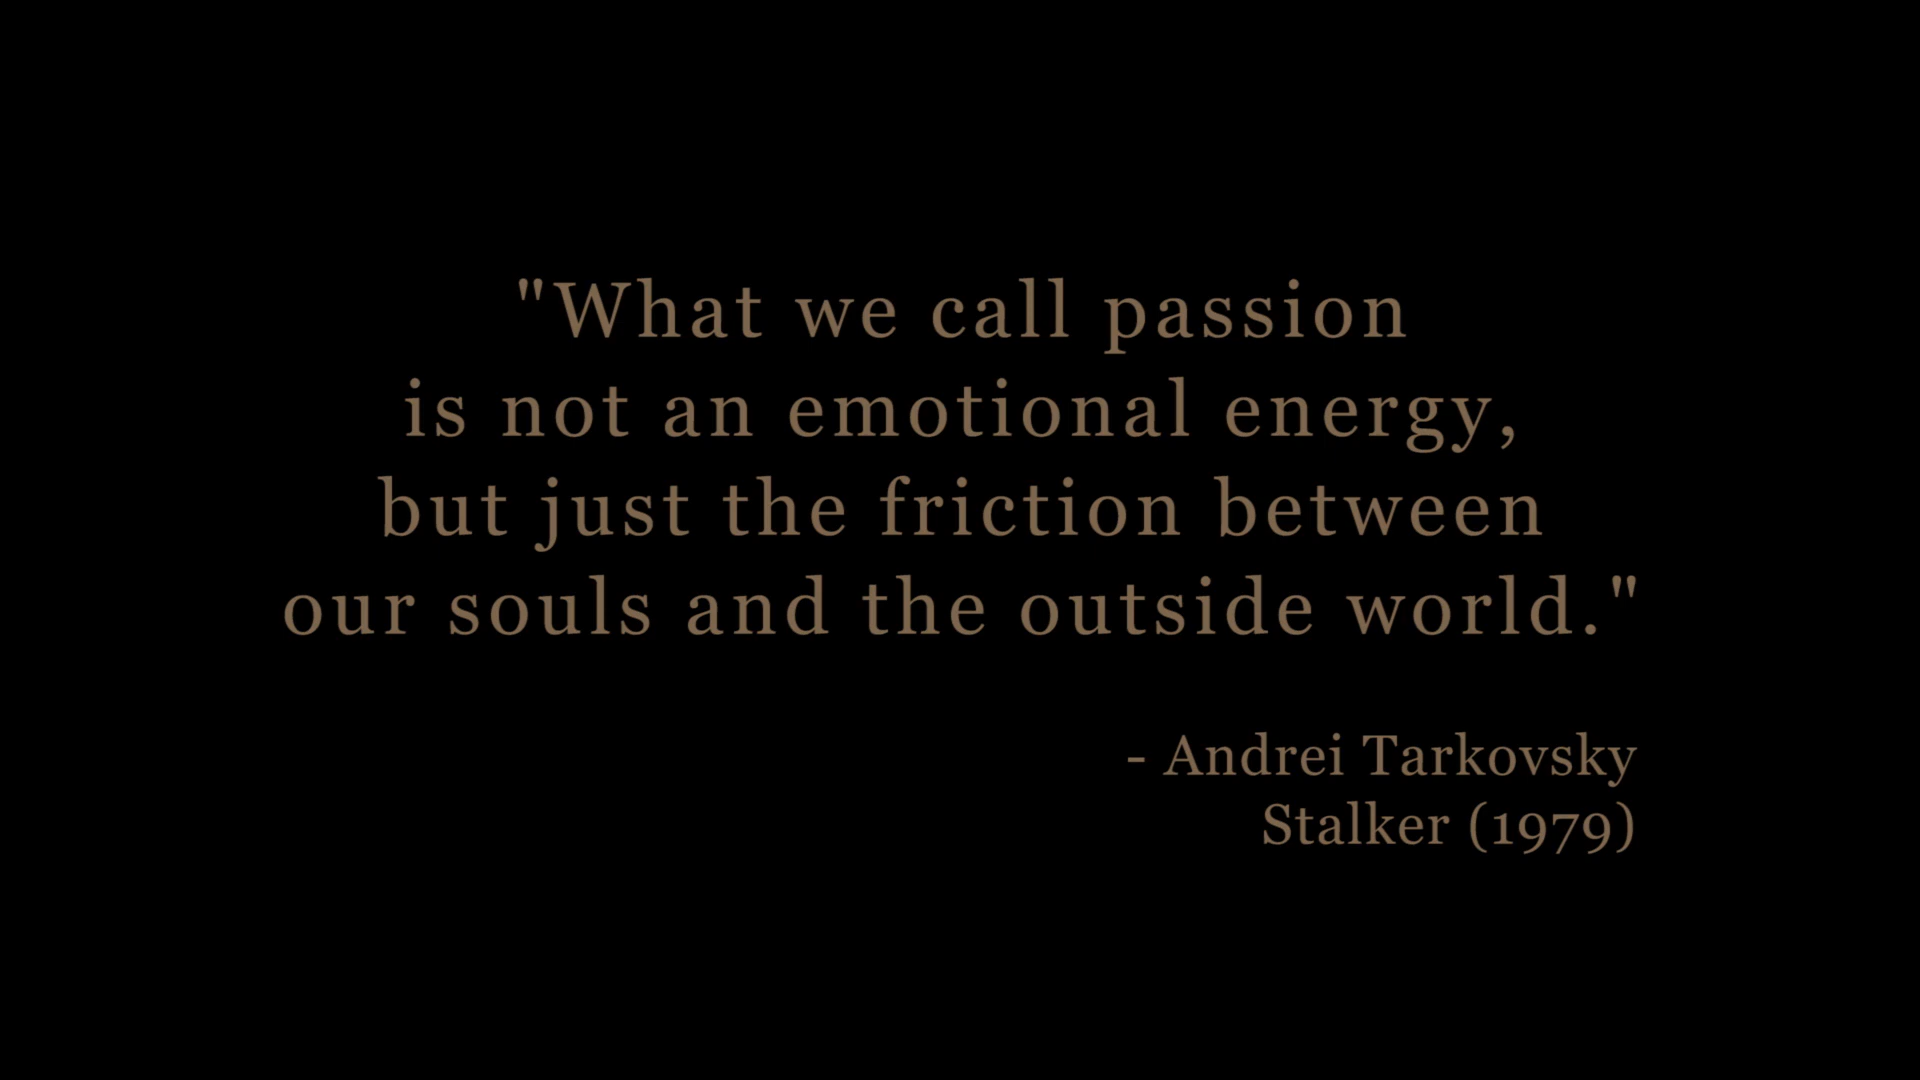 "What we call passion
is not an emotional energy,
but just the friction between
our souls and the outside world."
- Andrei Tarkovsky
Stalker (1979)